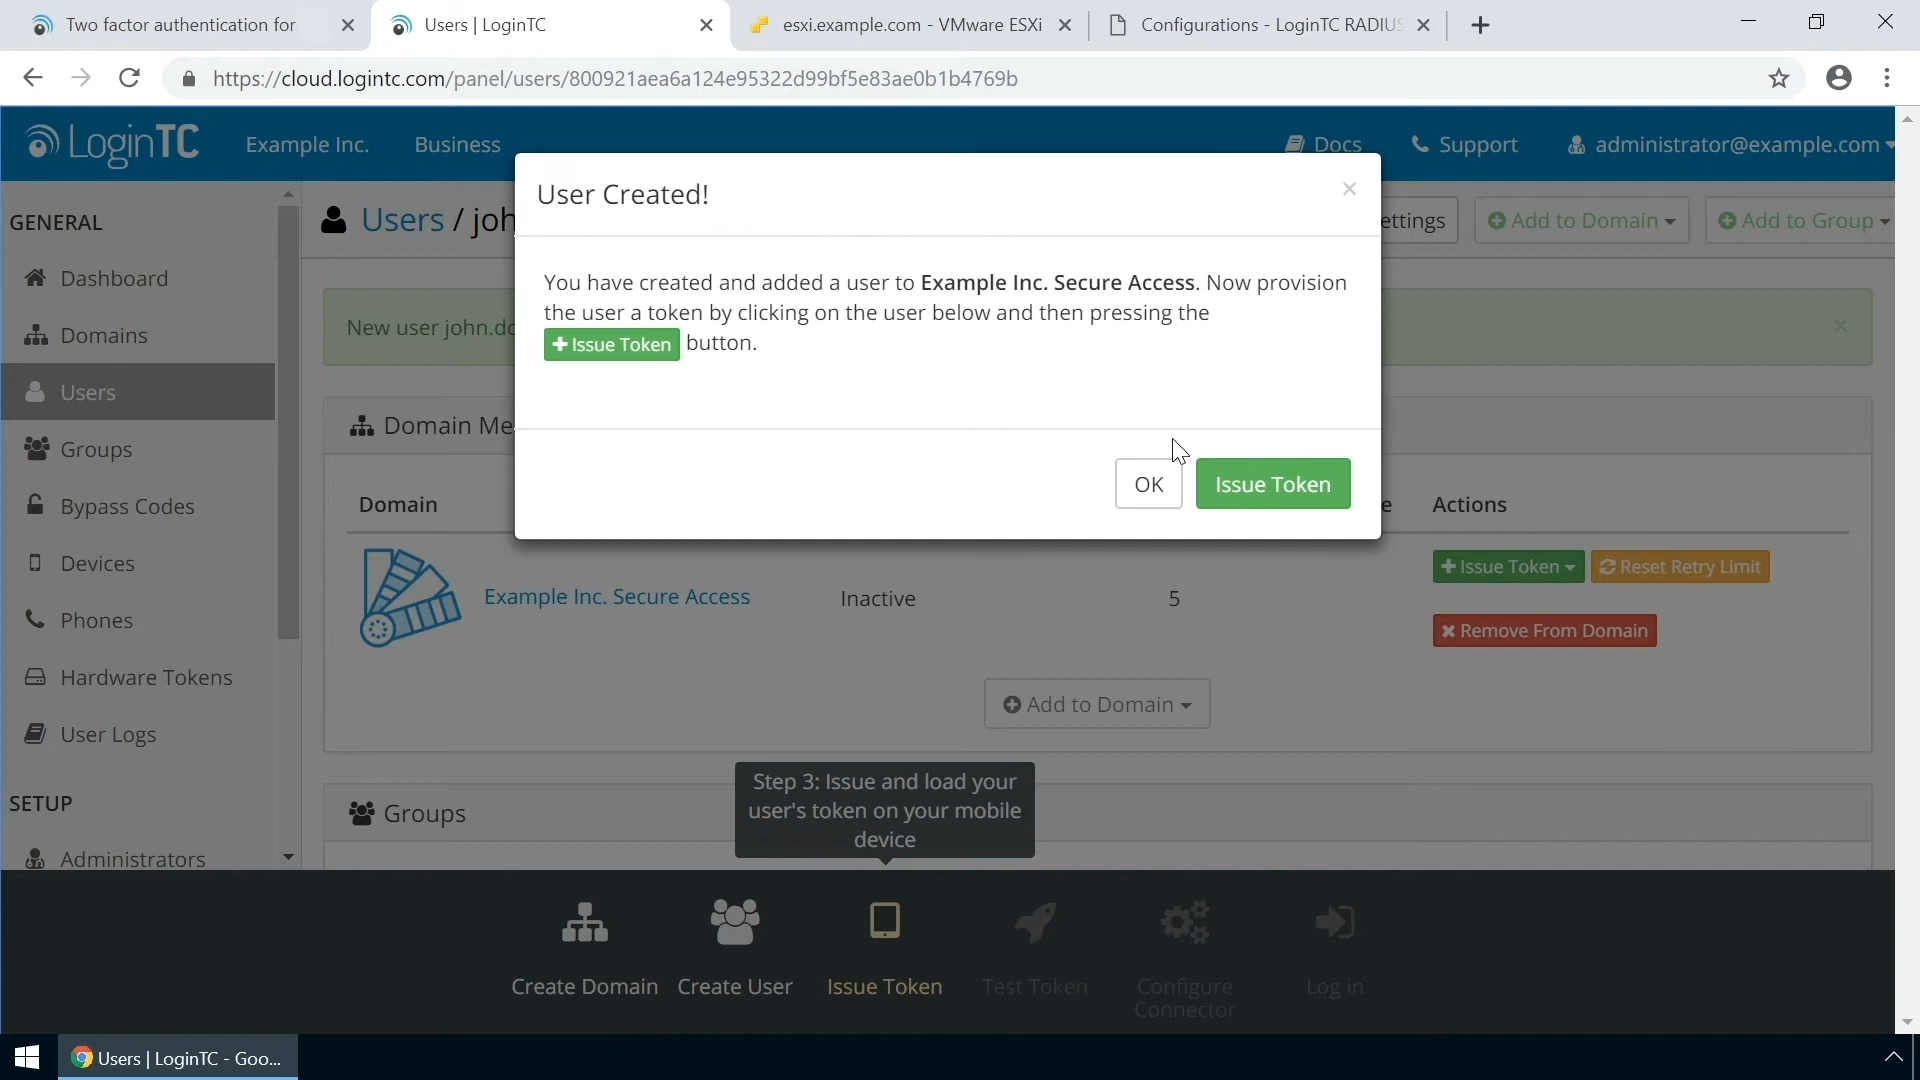 Two factor authentication for
Users | LoginTC
esxi.example.com - VMware ESXi
Configurations - LoginTC RADIUS
https://cloud.logintc.com/panel/users/800921aea6a124e95322d99bf5e83ae0b1b4769b
LoginTC
Example Inc.
Business
Docs
Support
administrator@example.com
GENERAL
Dashboard
Domains
Users
Groups
Bypass Codes
Devices
Phones
Hardware Tokens
User Logs
SETUP
Administrators
Users / joh
ettings
Add to Domain
Add to Group
New user john.do
User Created!
You have created and added a user to Example Inc. Secure Access. Now provision
the user a token by clicking on the user below and then pressing the
Issue Token button.
OK
Issue Token
Domain Me
Domain
e
Actions
Example Inc. Secure Access
Inactive
5
Issue Token
Reset Retry Limit
Remove From Domain
Add to Domain
Groups
Step 3: Issue and load your
user's token on your mobile
device
Create Domain
Create User
Issue Token
Test Token
Configure
Connector
Log in
Users | LoginTC - Goo...